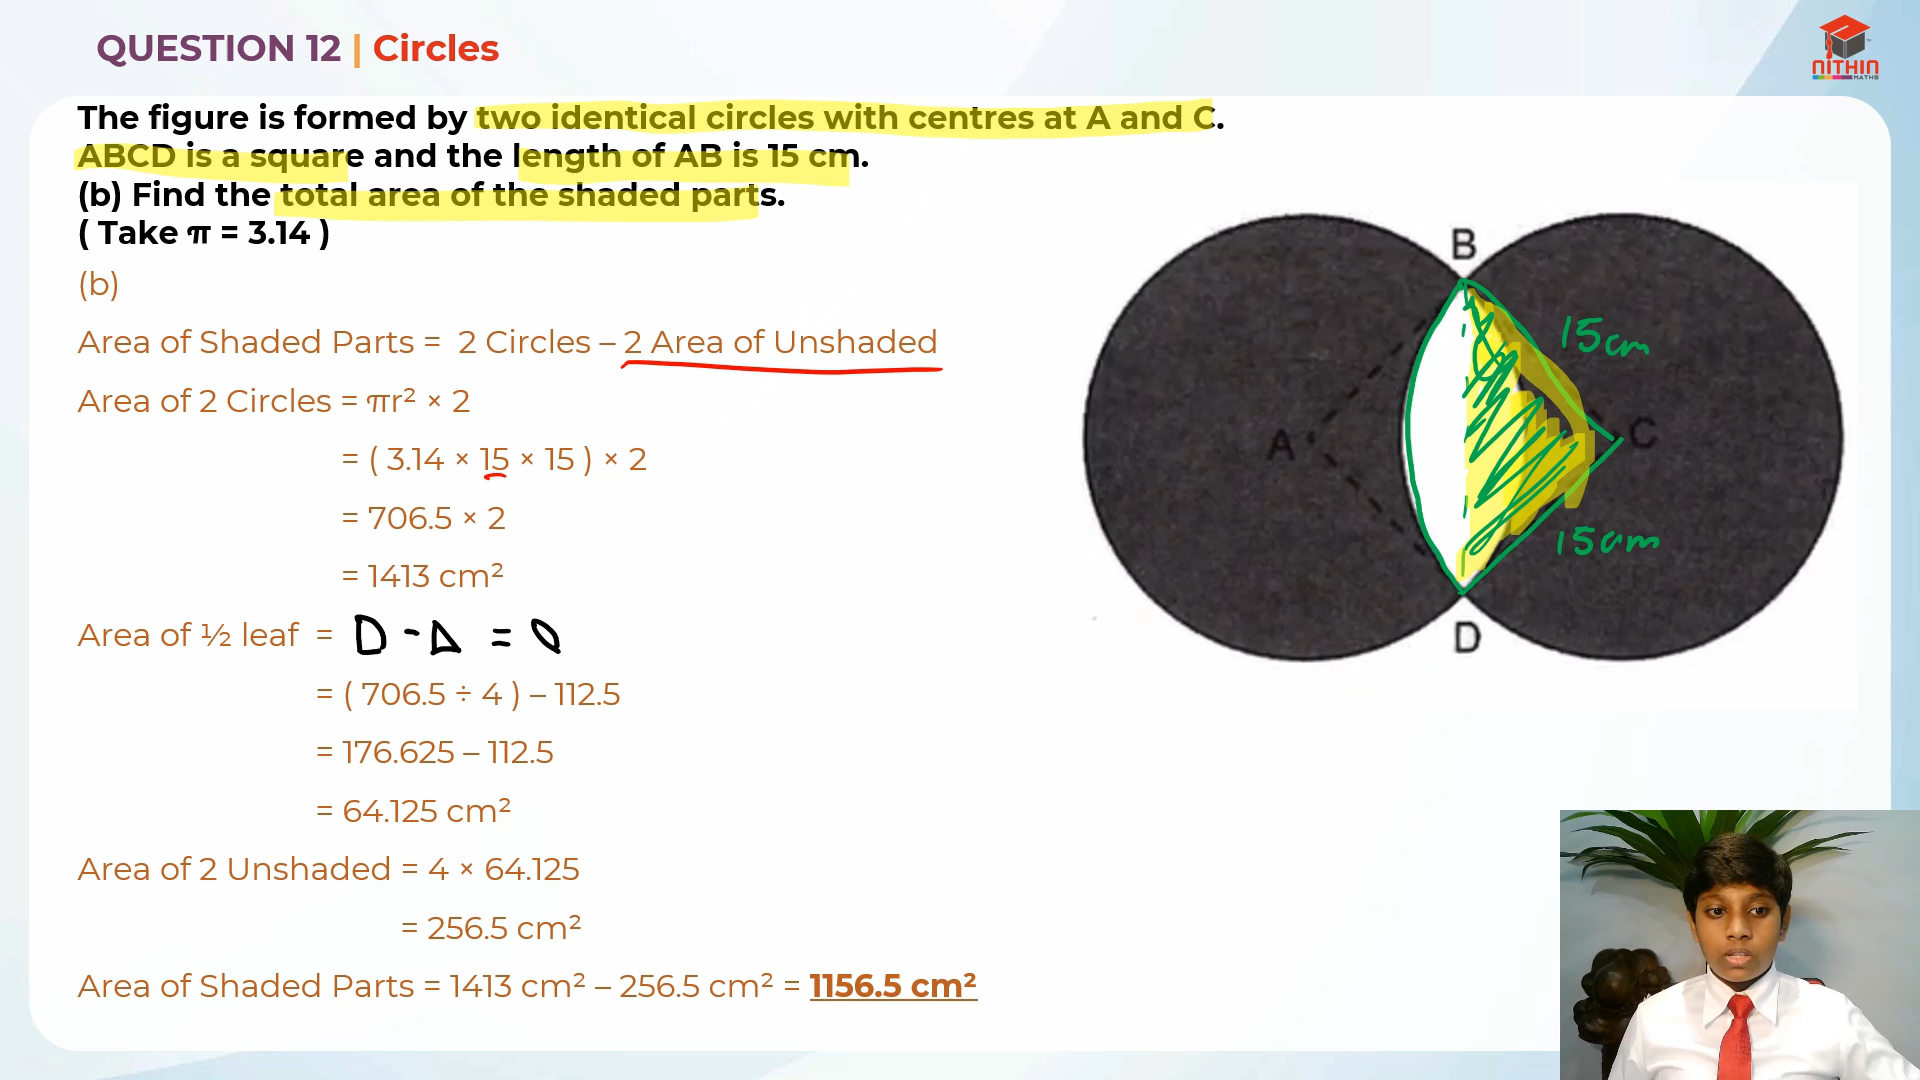 QUESTION 12 | Circles
NITHIN
MATHS
The figure is formed by two identical circles with centres at A and C.
ABCD is a square and the length of AB is 15 cm.
(b) Find the total area of the shaded parts.
( Take π = 3.14 )
(b)
Area of Shaded Parts = 2 Circles – 2 Area of Unshaded
Area of 2 Circles = πr² × 2
= ( 3.14 × 15 × 15 ) × 2
= 706.5 × 2
= 1413 cm²
Area of ½ leaf = D - △ = 0
= ( 706.5 ÷ 4 ) – 112.5
= 176.625 – 112.5
= 64.125 cm²
Area of 2 Unshaded = 4 × 64.125
= 256.5 cm²
Area of Shaded Parts = 1413 cm² – 256.5 cm² = 1156.5 cm²
B
15cm
A
C
15cm
D